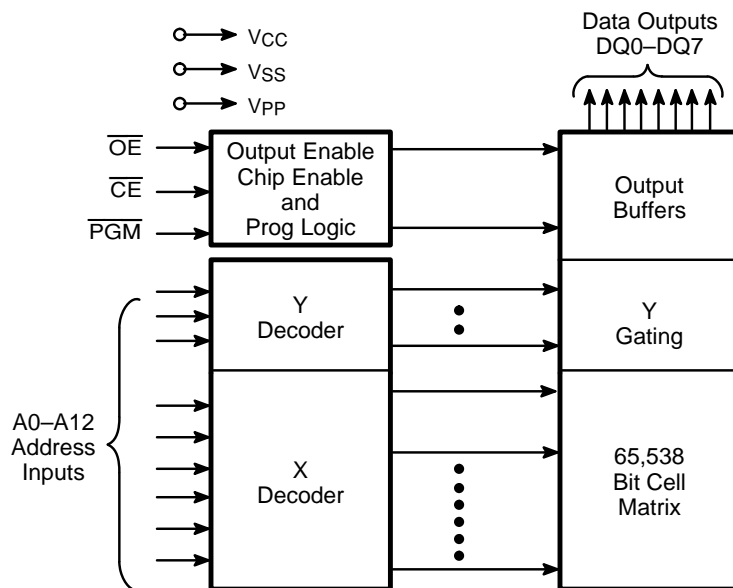 VCC
VSS
VPP
Data Outputs
DQ0–DQ7
OE
CE
PGM
Output Enable
Chip Enable
and
Prog Logic
Output
Buffers
Y
Decoder
Y
Gating
A0–A12
Address
Inputs
X
Decoder
65,538
Bit Cell
Matrix